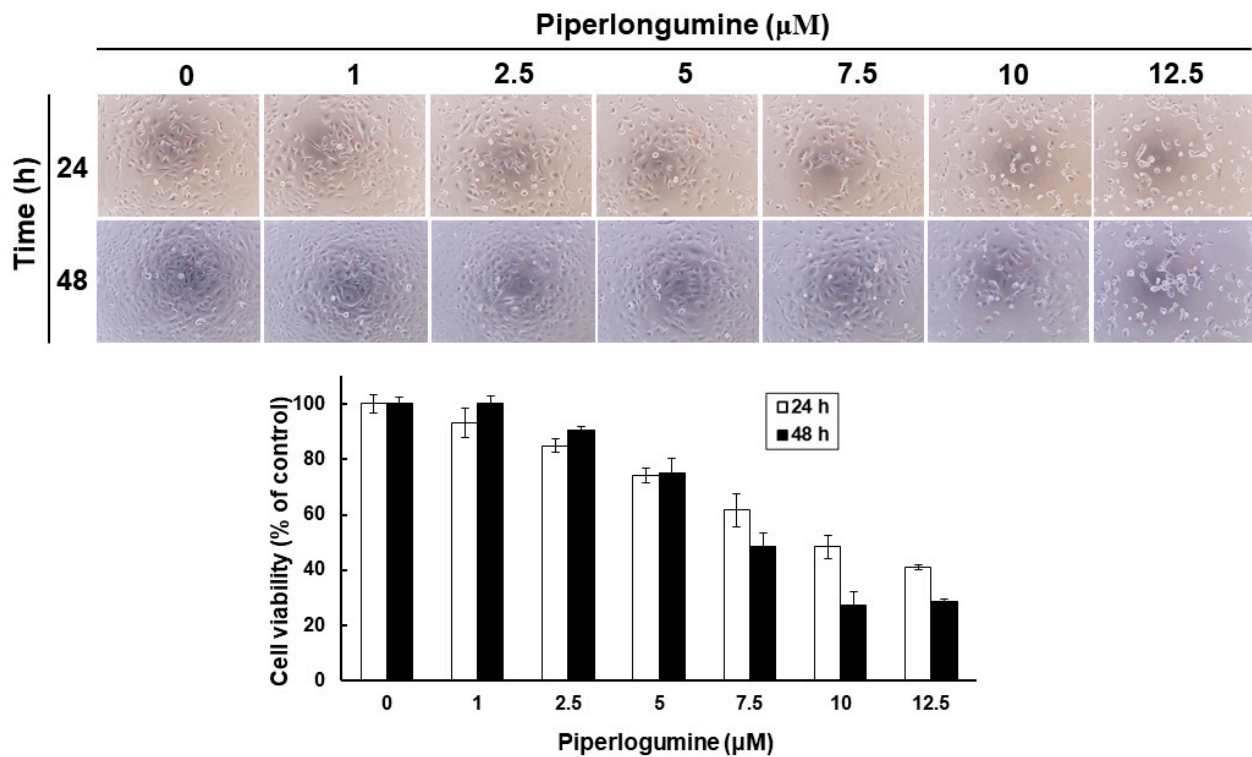 Piperlongumine (μM)
0 1 2.5 5 7.5 10 12.5
Time (h)
24
48
Cell viability (% of control)
100
80
60
40
20
0
24 h
48 h
0 1 2.5 5 7.5 10 12.5
Piperlogumine (μM)